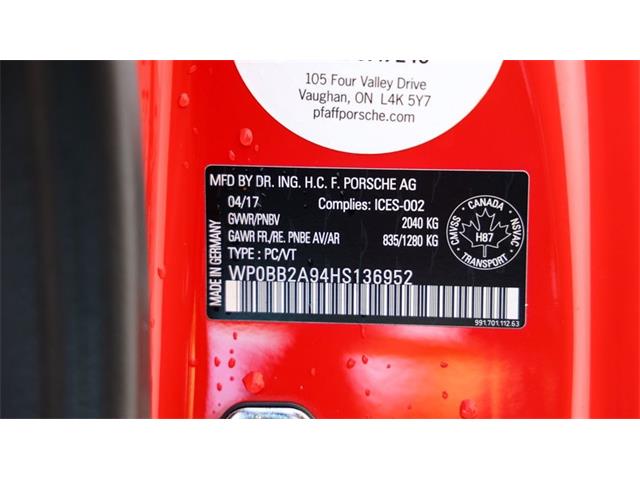 105 Four Valley Drive
Vaughan, ON L4K 5Y7
pfaffporsche.com
MFD BY DR. ING. H.C. F. PORSCHE AG
04/17 Complies: ICES-002
GVWR/PNBV 2040 KG
GAWR FR./RE. PNBE AV/AR 835/1280 KG
TYPE : PC/VT
WP0BB2A94HS136952
MADE IN GERMANY
CANADA
CMVSS
NSVAC
H87
TRANSPORT
991.701.112.63